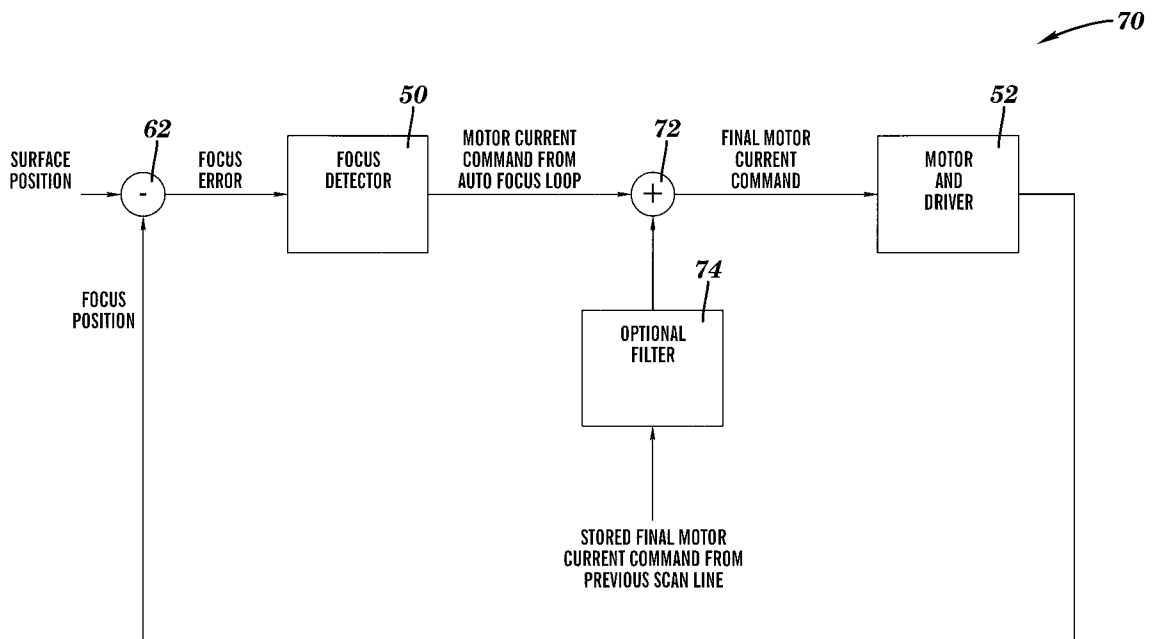 70
50
52
62
72
SURFACE
POSITION
-
FOCUS
ERROR
FOCUS
DETECTOR
MOTOR CURRENT
COMMAND FROM
AUTO FOCUS LOOP
+
FINAL MOTOR
CURRENT
COMMAND
MOTOR
AND
DRIVER
FOCUS
POSITION
74
OPTIONAL
FILTER
STORED FINAL MOTOR
CURRENT COMMAND FROM
PREVIOUS SCAN LINE